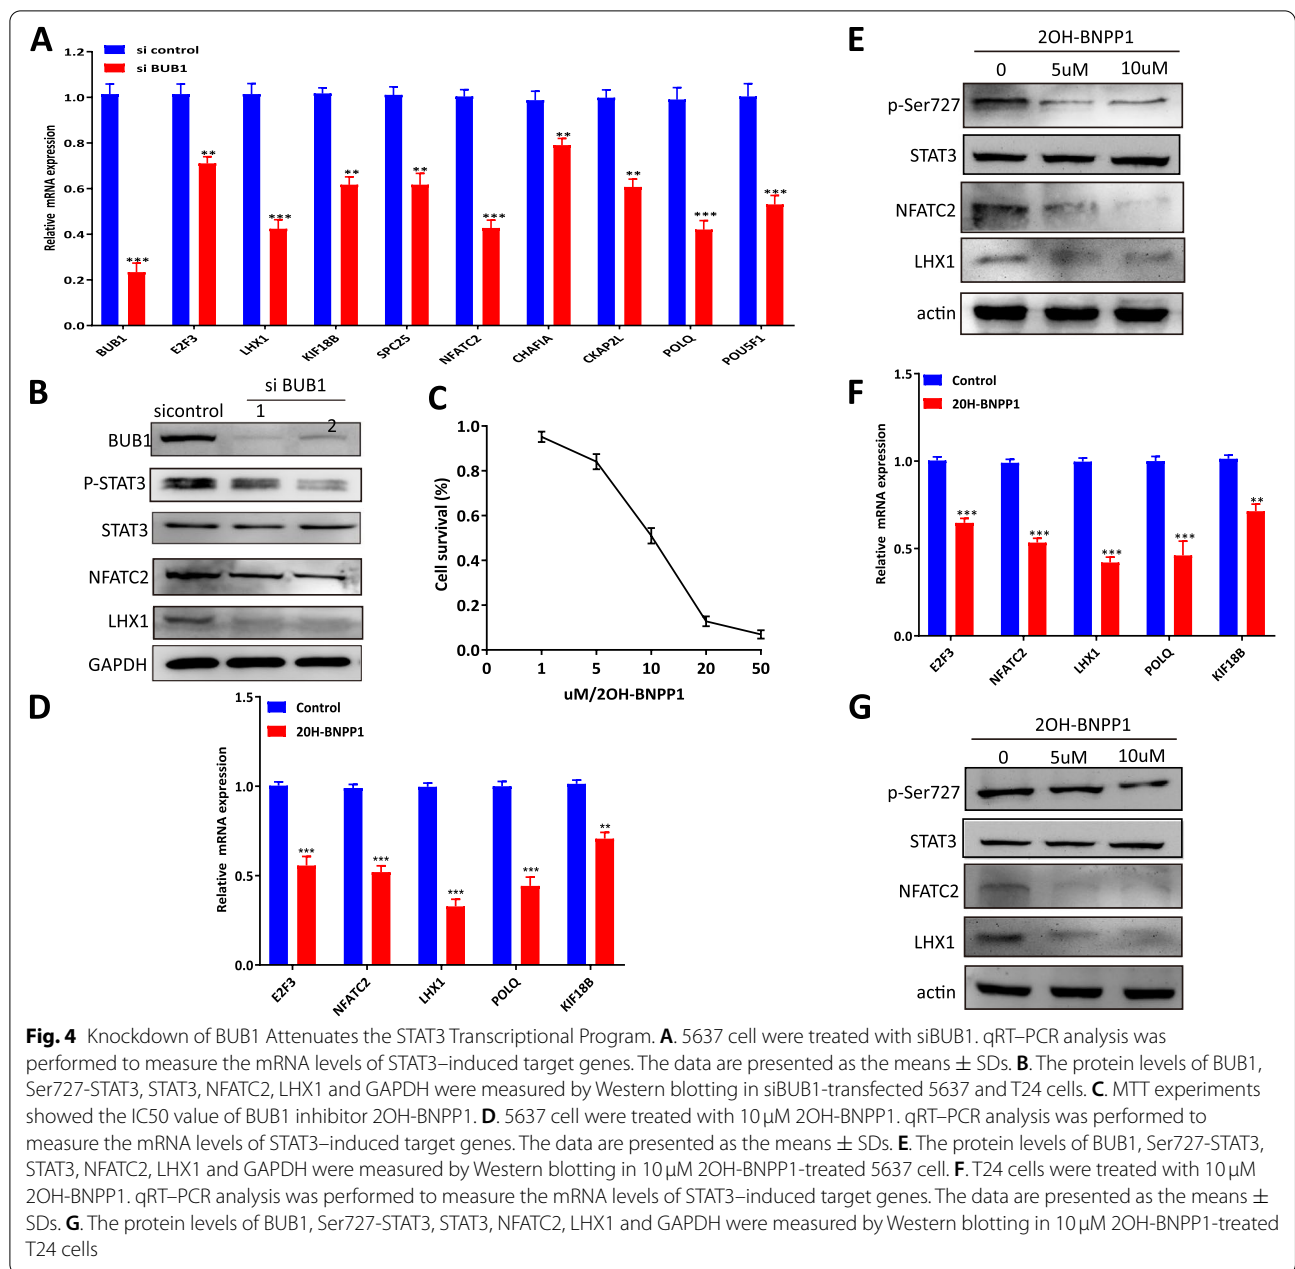 A
si control
si BUB1
Relative mRNA expression
1.2
1.0
0.8
0.6
0.4
0.2
0.0
***
**
***
**
**
***
**
**
***
***
BUB1
E2F3
LHX1
KIF18B
SPC25
NFATC2
CHAFIA
CKAP2L
POLQ
POU5F1
B
si BUB1
sicontrol
1
2
BUB1
P-STAT3
STAT3
NFATC2
LHX1
GAPDH
C
Cell survival (%)
1.0
0.8
0.6
0.4
0.2
0.0
0
1
5
10
20
50
uM/2OH-BNPP1
D
Control
20H-BNPP1
Relative mRNA expression
1.5
1.0
0.5
0.0
***
***
***
***
**
E2F3
NFATC2
LHX1
POLQ
KIF18B
E
2OH-BNPP1
0
5uM
10uM
p-Ser727
STAT3
NFATC2
LHX1
actin
F
Control
20H-BNPP1
Relative mRNA expression
1.5
1.0
0.5
0.0
***
***
***
***
**
E2F3
NFATC2
LHX1
POLQ
KIF18B
G
2OH-BNPP1
0
5uM
10uM
p-Ser727
STAT3
NFATC2
LHX1
actin
Fig. 4 Knockdown of BUB1 Attenuates the STAT3 Transcriptional Program. A. 5637 cell were treated with siBUB1. qRT–PCR analysis was
performed to measure the mRNA levels of STAT3–induced target genes. The data are presented as the means ± SDs. B. The protein levels of BUB1,
Ser727-STAT3, STAT3, NFATC2, LHX1 and GAPDH were measured by Western blotting in siBUB1-transfected 5637 and T24 cells. C. MTT experiments
showed the IC50 value of BUB1 inhibitor 2OH-BNPP1. D. 5637 cell were treated with 10 μM 2OH-BNPP1. qRT–PCR analysis was performed to
measure the mRNA levels of STAT3–induced target genes. The data are presented as the means ± SDs. E. The protein levels of BUB1, Ser727-STAT3,
STAT3, NFATC2, LHX1 and GAPDH were measured by Western blotting in 10 μM 2OH-BNPP1-treated 5637 cell. F. T24 cells were treated with 10 μM
2OH-BNPP1. qRT–PCR analysis was performed to measure the mRNA levels of STAT3–induced target genes. The data are presented as the means ±
SDs. G. The protein levels of BUB1, Ser727-STAT3, STAT3, NFATC2, LHX1 and GAPDH were measured by Western blotting in 10 μM 2OH-BNPP1-treated
T24 cells